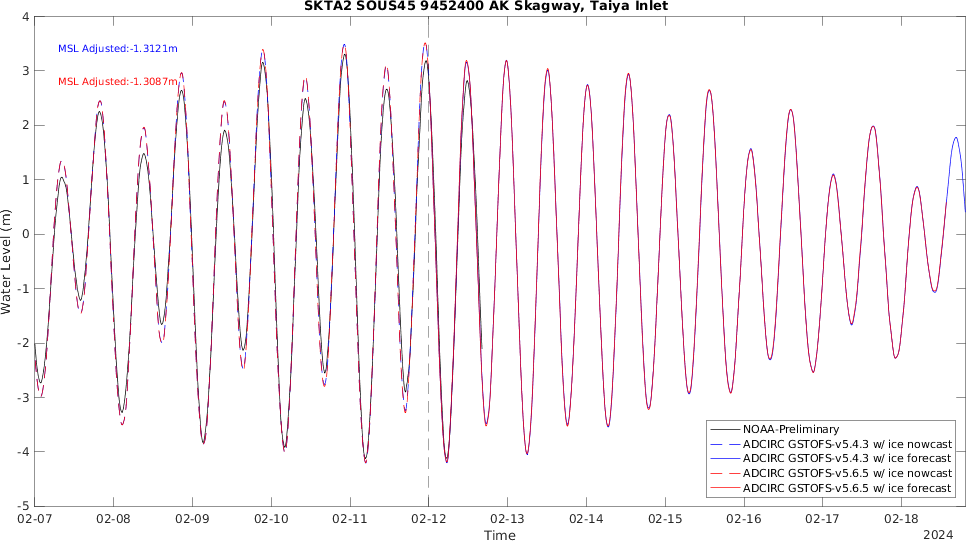 SKTA2 SOUS45 9452400 AK Skagway, Taiya Inlet
4
3
2
1
0
-1
-2
-3
-4
-5
Water Level (m)
MSL Adjusted:-1.3121m
MSL Adjusted:-1.3087m
NOAA-Preliminary
ADCIRC GSTOFS-v5.4.3 w/ ice nowcast
ADCIRC GSTOFS-v5.4.3 w/ ice forecast
ADCIRC GSTOFS-v5.6.5 w/ ice nowcast
ADCIRC GSTOFS-v5.6.5 w/ ice forecast
02-07 02-08 02-09 02-10 02-11 02-12 02-13 02-14 02-15 02-16 02-17 02-18
Time
2024